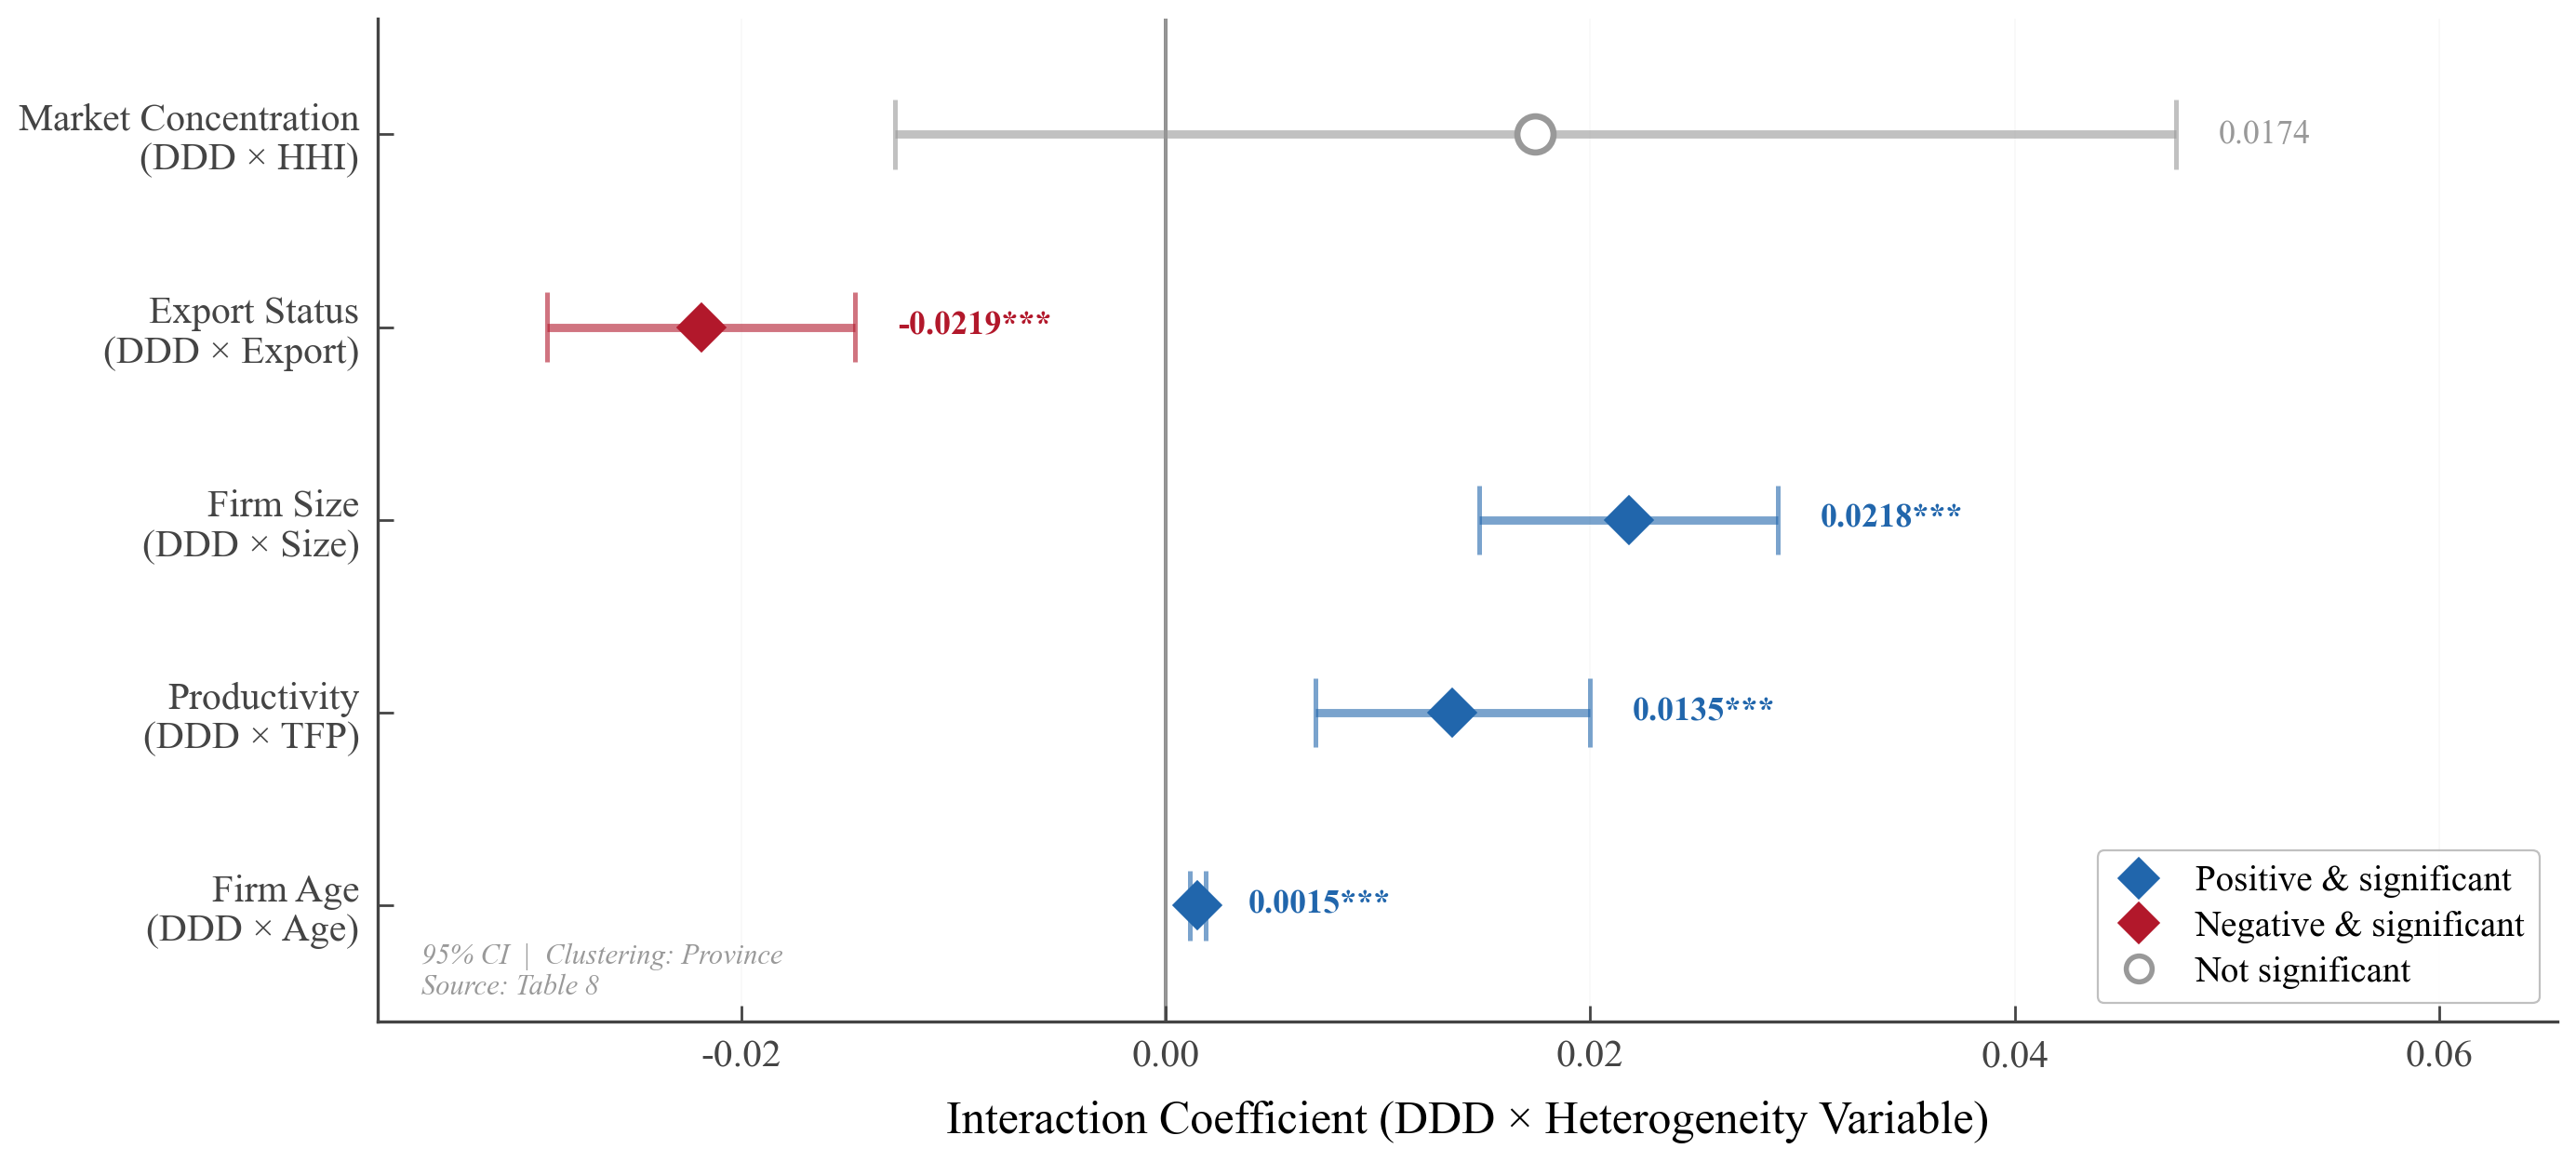 Market Concentration
(DDD × HHI)
0.0174
Export Status
(DDD × Export)
-0.0219***
Firm Size
(DDD × Size)
0.0218***
Productivity
(DDD × TFP)
0.0135***
Firm Age
(DDD × Age)
0.0015***
95% CI | Clustering: Province
Source: Table 8
Positive & significant
Negative & significant
Not significant
-0.02 0.00 0.02 0.04 0.06
Interaction Coefficient (DDD × Heterogeneity Variable)